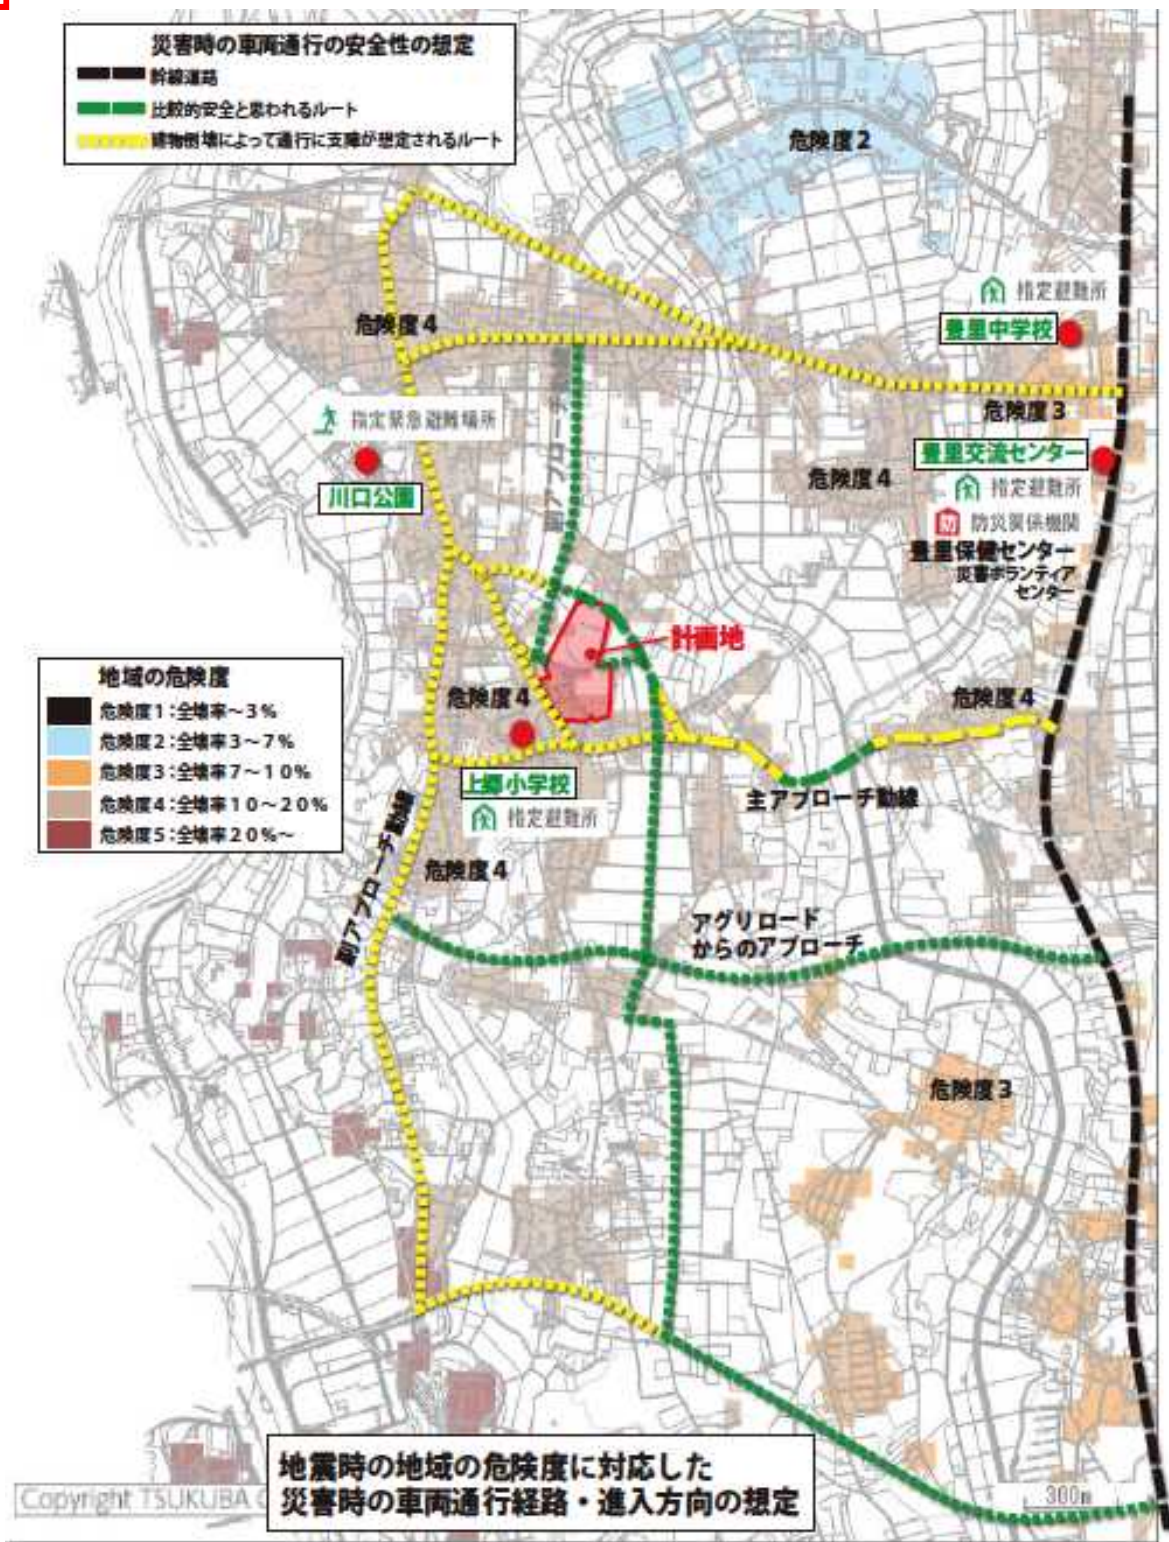 災害時の車両通行の安全性の想定
幹線道路
比較的安全と思われるルート
建物倒壊によって通行に支障が想定されるルート
危険度2
指定避難所
豊里中学校
危険度4
危険度3
指定緊急避難場所
川口公園
副アプローチ動線
危険度4
豊里交流センター
指定避難所
防 防災関係機関
豊里保健センター
災害ボランティア
センター
計画地
地域の危険度
危険度1:全壊率~3%
危険度2:全壊率3~7%
危険度3:全壊率7~10%
危険度4:全壊率10~20%
危険度5:全壊率20%~
危険度4
危険度4
上郷小学校
指定避難所
主アプローチ動線
副アプローチ動線
危険度4
アグリロード
からのアプローチ
危険度3
地震時の地域の危険度に対応した
災害時の車両通行経路・進入方向の想定
Copyright TSUKUBA
300m